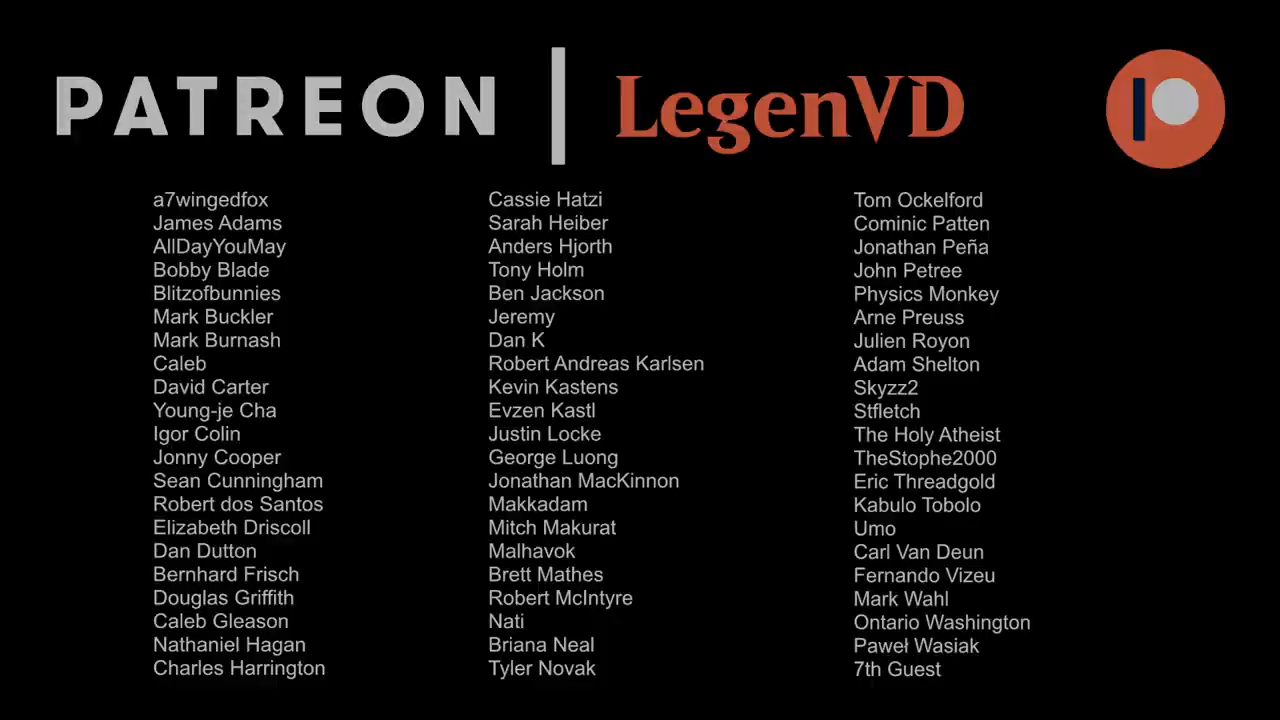 PATREON | LegenVD
a7wingedfox
James Adams
AllDayYouMay
Bobby Blade
Blitzofbunnies
Mark Buckler
Mark Burnash
Caleb
David Carter
Young-je Cha
Igor Colin
Jonny Cooper
Sean Cunningham
Robert dos Santos
Elizabeth Driscoll
Dan Dutton
Bernhard Frisch
Douglas Griffith
Caleb Gleason
Nathaniel Hagan
Charles Harrington
Cassie Hatzi
Sarah Heiber
Anders Hjorth
Tony Holm
Ben Jackson
Jeremy
Dan K
Robert Andreas Karlsen
Kevin Kastens
Evzen Kastl
Justin Locke
George Luong
Jonathan MacKinnon
Makkadam
Mitch Makurat
Malhavok
Brett Mathes
Robert McIntyre
Nati
Briana Neal
Tyler Novak
Tom Ockelford
Cominic Patten
Jonathan Peña
John Petree
Physics Monkey
Arne Preuss
Julien Royon
Adam Shelton
Skyzz2
Stfletch
The Holy Atheist
TheStophe2000
Eric Threadgold
Kabulo Tobolo
Umo
Carl Van Deun
Fernando Vizeu
Mark Wahl
Ontario Washington
Paweł Wasiak
7th Guest